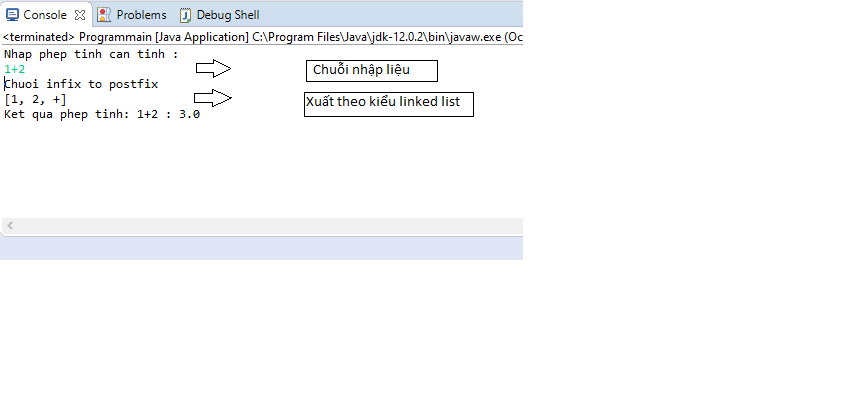 Console Problems Debug Shell
<terminated> Programmain [Java Application] C:\Program Files\Java\jdk-12.0.2\bin\javaw.exe (Oc
Nhap phep tinh can tinh :
1+2
Chuỗi nhập liệu
Chuoi infix to postfix
[1, 2, +]
Xuất theo kiểu linked list
Ket qua phep tinh: 1+2 : 3.0